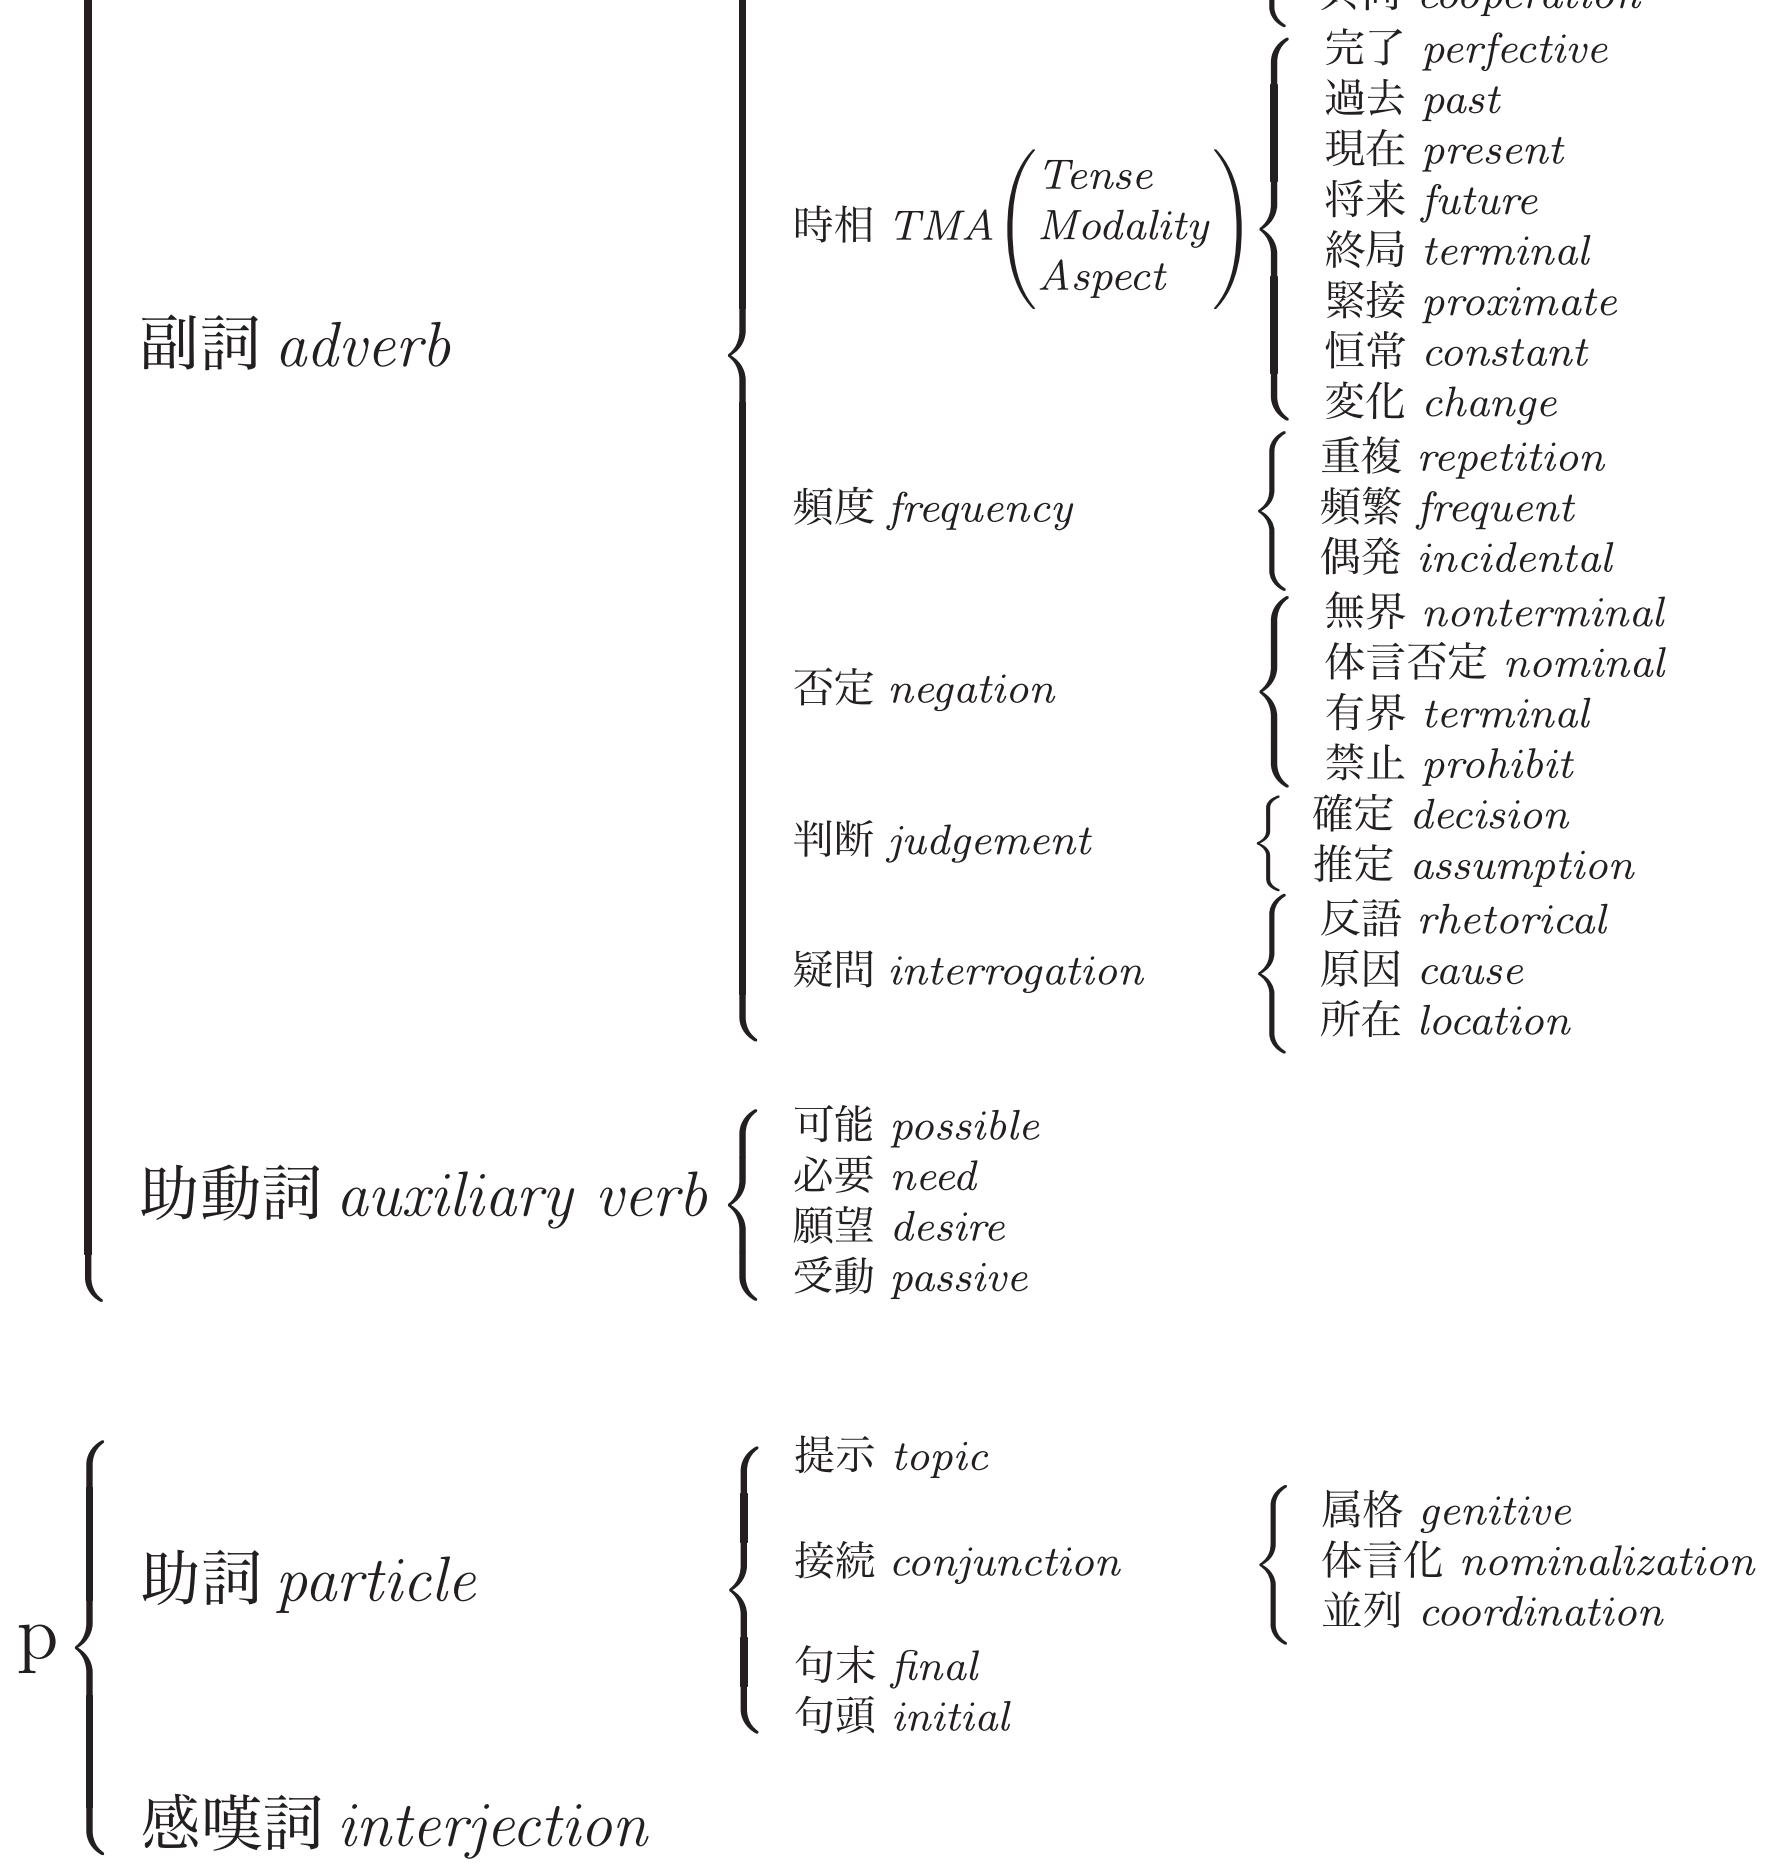 共同 cooperation
完了 perfective
過去 past
現在 present
時相 TMA Tense Modality Aspect
将来 future
終局 terminal
緊接 proximate
恒常 constant
変化 change
副詞 adverb
頻度 frequency
重複 repetition
頻繁 frequent
偶発 incidental
否定 negation
無界 nonterminal
体言否定 nominal
有界 terminal
禁止 prohibit
判断 judgement
確定 decision
推定 assumption
疑問 interrogation
反語 rhetorical
原因 cause
所在 location
助動詞 auxiliary verb
可能 possible
必要 need
願望 desire
受動 passive
p
助詞 particle
提示 topic
接続 conjunction
属格 genitive
体言化 nominalization
並列 coordination
句末 final
句頭 initial
感嘆詞 interjection